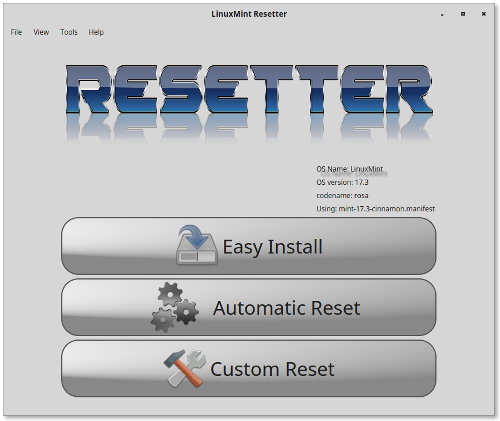 LinuxMint Resetter
File View Tools Help
RESETTER
OS Name: LinuxMint
OS version: 17.3
codename: rosa
Using: mint-17.3-cinnamon.manifest
Easy Install
Automatic Reset
Custom Reset